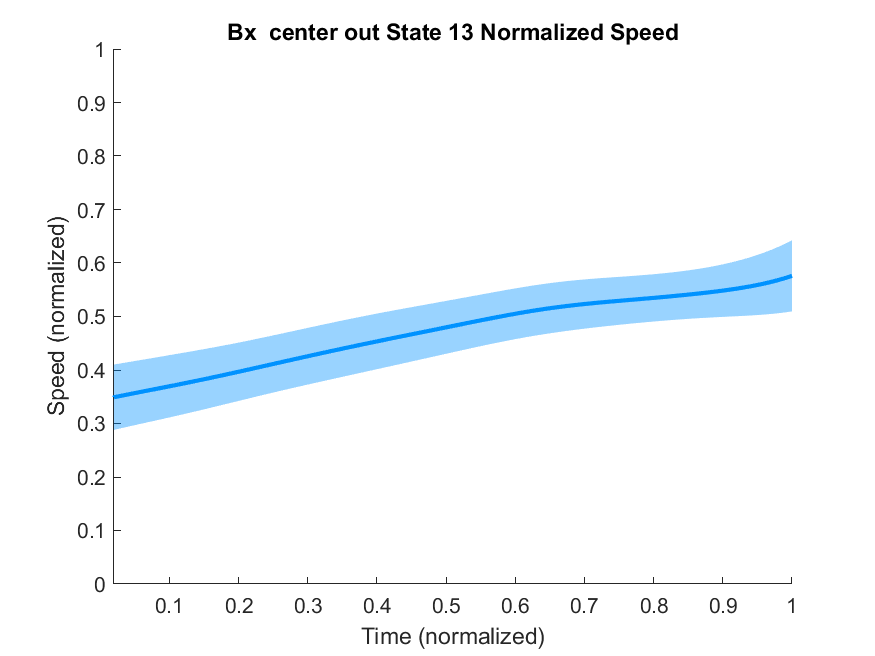 Bx  center out State 13 Normalized Speed
1
0.9
0.8
0.7
0.6
0.5
0.4
0.3
0.2
0.1
0
Speed (normalized)
0.1 0.2 0.3 0.4 0.5 0.6 0.7 0.8 0.9 1
Time (normalized)